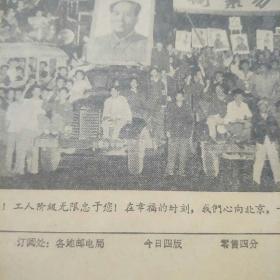 ！工人阶級无限忠于您！在幸福的时刻，我們心向北京，一
订阅处：各地邮电局 今日四版 零售四分